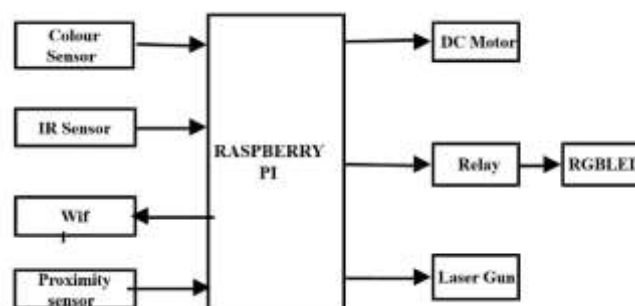 Colour
Sensor
DC Motor
IR Sensor
RASPBERRY
PI
Relay
RGBLED
Wif
i
Proximity
sensor
Laser Gun